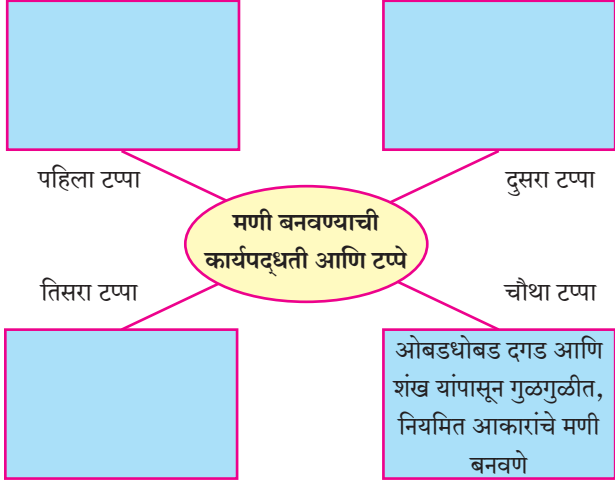 पहिला टप्पा
दुसरा टप्पा
मणी बनवण्याची
कार्यपद्धती आणि टप्पे
तिसरा टप्पा
चौथा टप्पा
ओबडधोबड दगड आणि
शंख यांपासून गुळगुळीत,
नियमित आकारांचे मणी
बनवणे